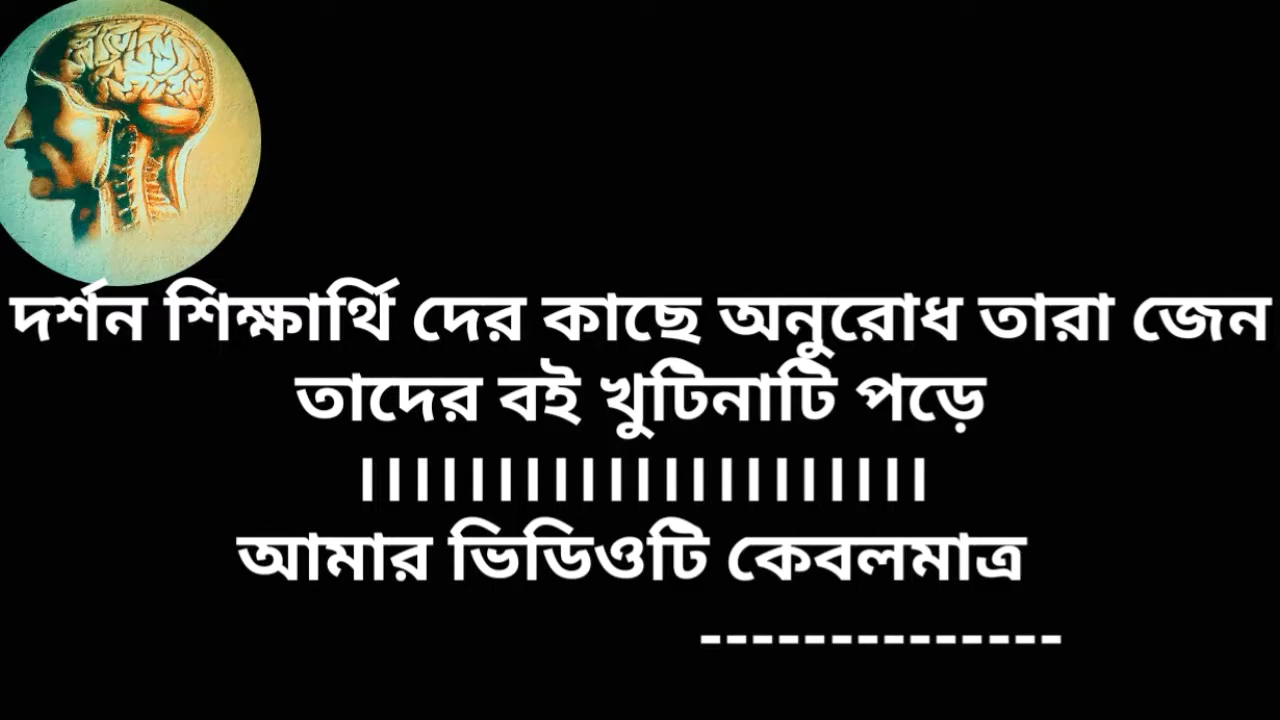 দর্শন শিক্ষার্থি দের কাছে অনুরোধ তারা জেন
তাদের বই খুটিনাটি পড়ে
।।।।।।।।।।।।।।।।।।।।।
আমার ভিডিওটি কেবলমাত্র
--------------